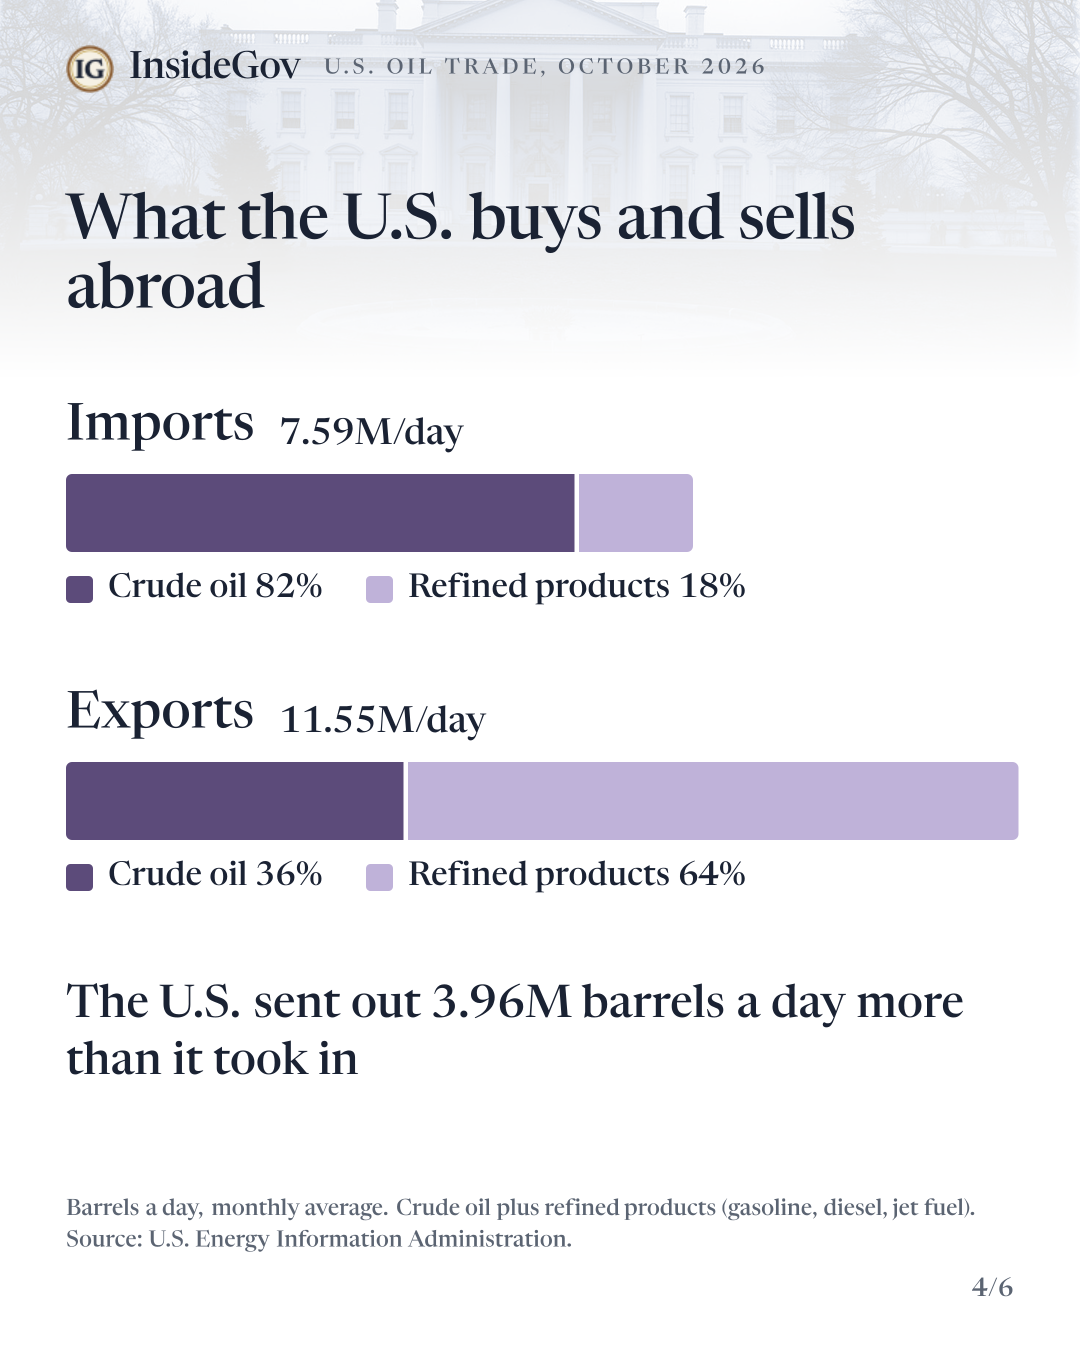 IG InsideGov U.S. OIL TRADE, OCTOBER 2026
What the U.S. buys and sells
abroad
Imports 7.59M/day
Crude oil 82% Refined products 18%
Exports 11.55M/day
Crude oil 36% Refined products 64%
The U.S. sent out 3.96M barrels a day more
than it took in
Barrels a day, monthly average. Crude oil plus refined products (gasoline, diesel, jet fuel).
Source: U.S. Energy Information Administration.
4/6